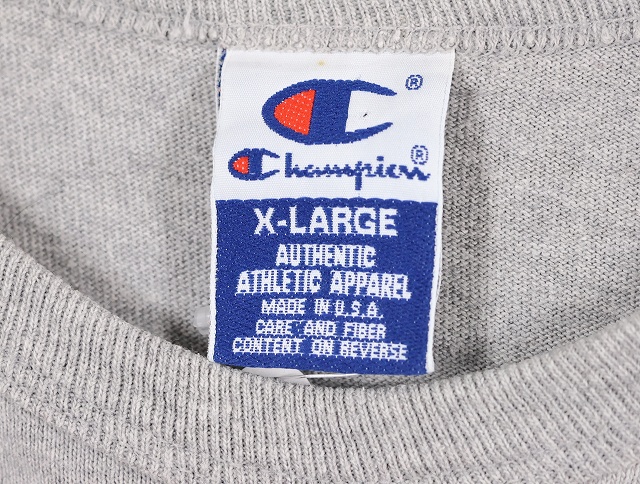 ®
Champion®
X-LARGE
AUTHENTIC
ATHLETIC APPAREL
MADE IN U.S.A.
CARE AND FIBER
CONTENT ON REVERSE